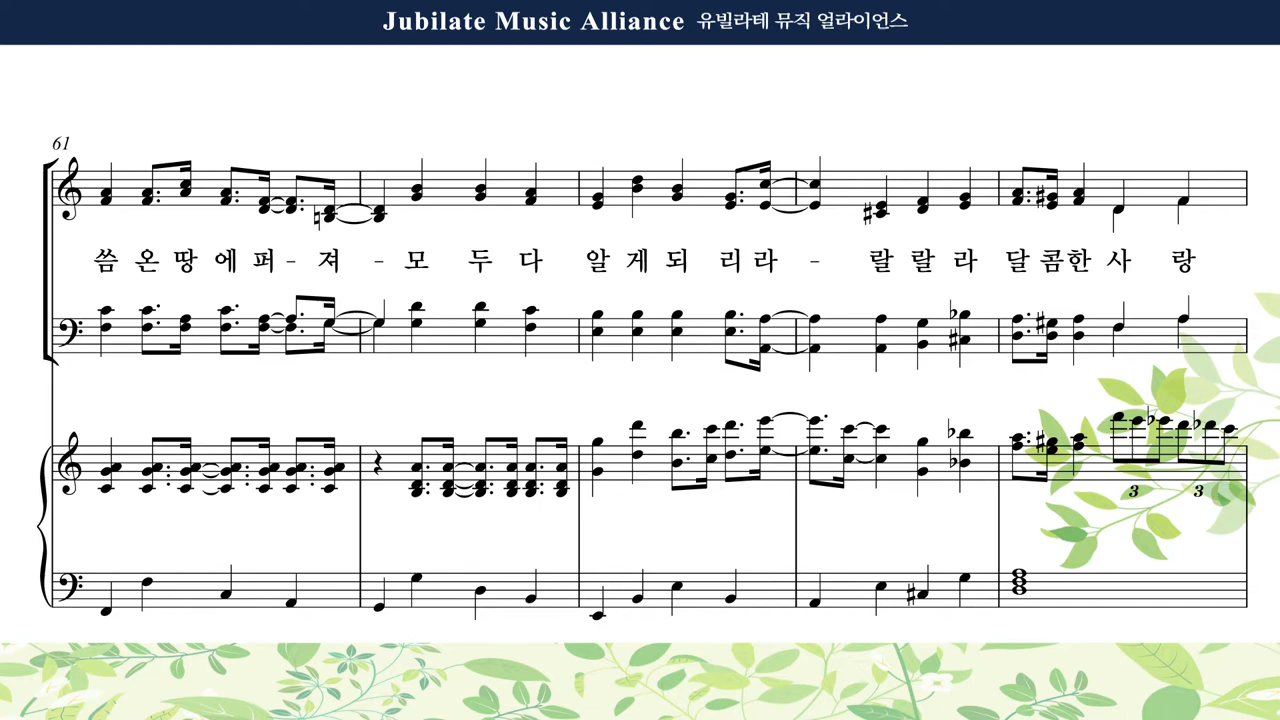 Jubilate Music Alliance 유빌라테 뮤직 얼라이언스
61
씀 온 땅 에 퍼 - 져 - 모 두 다 알 게 되 리 라 - 랄 랄 라 달 콤 한 사 랑
3 3